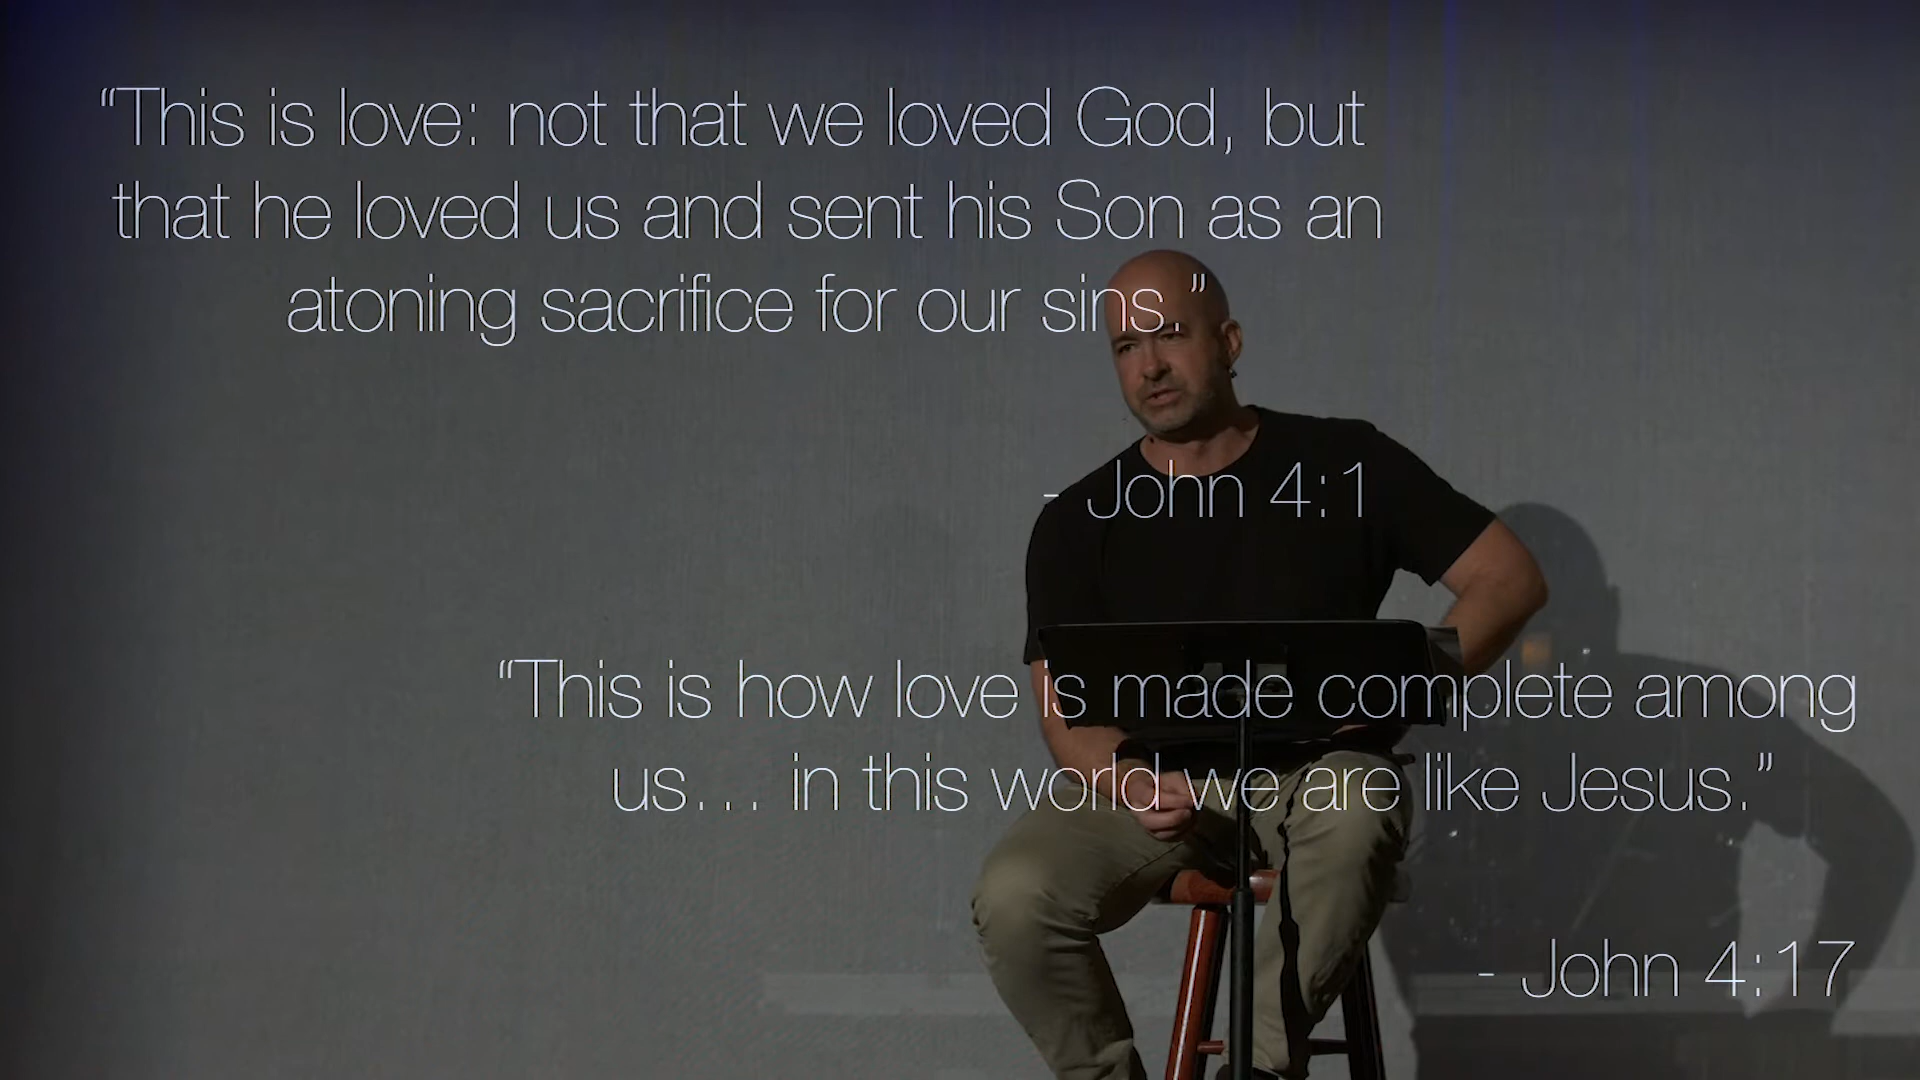 “This is love: not that we loved God, but
that he loved us and sent his Son as an
atoning sacrifice for our sins.”
- John 4:1
“This is how love is made complete among
us… in this world we are like Jesus.”
- John 4:17